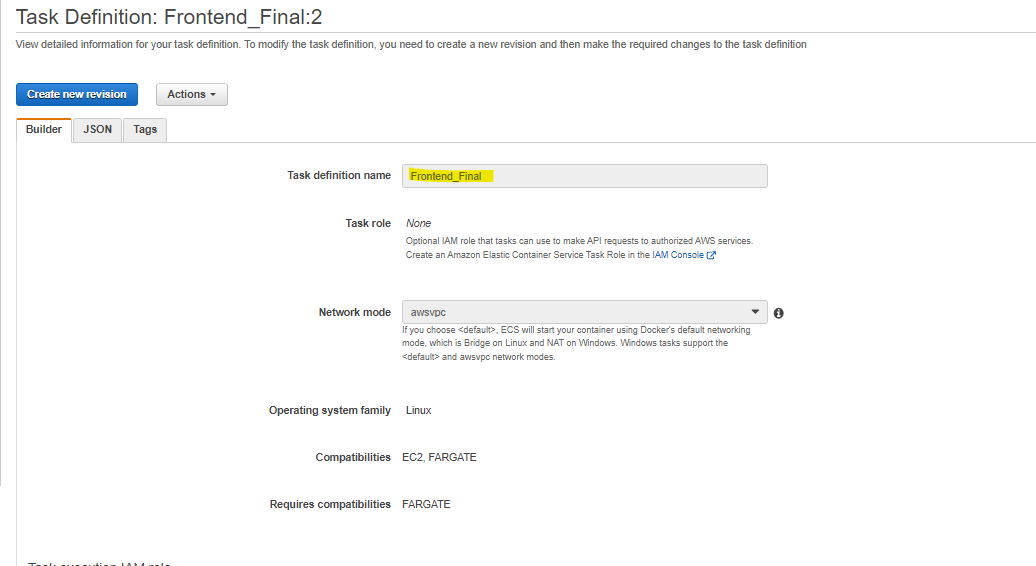 Task Definition: Frontend_Final:2
View detailed information for your task definition. To modify the task definition, you need to create a new revision and then make the required changes to the task definition
Create new revision
Actions
Builder
JSON
Tags
Task definition name
Frontend_Final
Task role
None
Optional IAM role that tasks can use to make API requests to authorized AWS services.
Create an Amazon Elastic Container Service Task Role in the IAM Console
Network mode
awsvpc
If you choose <default>, ECS will start your container using Docker's default networking
mode, which is Bridge on Linux and NAT on Windows. Windows tasks support the
<default> and awsvpc network modes.
Operating system family
Linux
Compatibilities
EC2, FARGATE
Requires compatibilities
FARGATE
Task execution IAM role